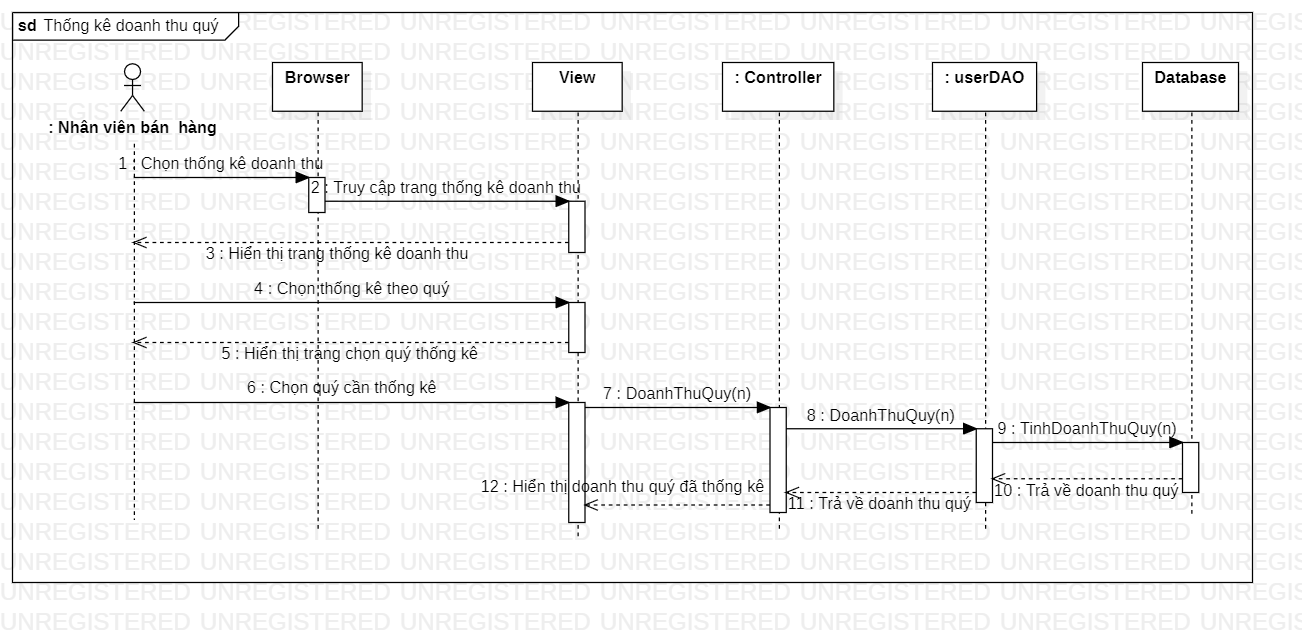 sd Thống kê doanh thu quý
Browser
View
: Controller
: userDAO
Database
: Nhân viên bán hàng
1 : Chọn thống kê doanh thu
2 : Truy cập trang thống kê doanh thu
3 : Hiển thị trang thống kê doanh thu
4 : Chọn thống kê theo quý
5 : Hiển thị trang chọn quý thống kê
6 : Chọn quý cần thống kê
7 : DoanhThuQuy(n)
8 : DoanhThuQuy(n)
9 : TinhDoanhThuQuy(n)
10 : Trả về doanh thu quý
11 : Trả về doanh thu quý
12 : Hiển thị doanh thu quý đã thống kê
UNREGISTERED UNREGISTERED UNREGISTERED UNREGISTERED UNREGISTERED UNREGISTERED UNREGIS